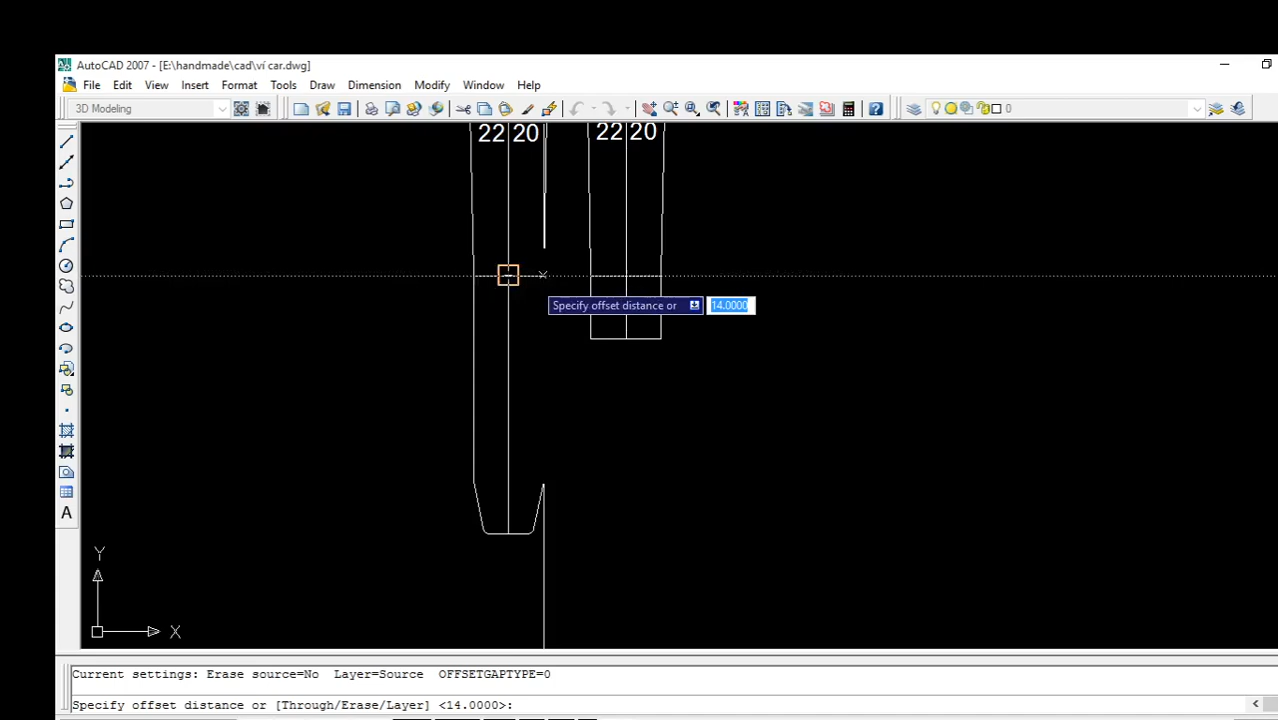 AutoCAD 2007 - [E:\handmade\cad\ví car.dwg]
File Edit View Insert Format Tools Draw Dimension Modify Window Help
3D Modeling
0
22 20 22 20
Specify offset distance or 14.0000
A
Y
X
Current settings: Erase source=No Layer=Source OFFSETGAPTYPE=0
Specify offset distance or [Through/Erase/Layer] <14.0000>: